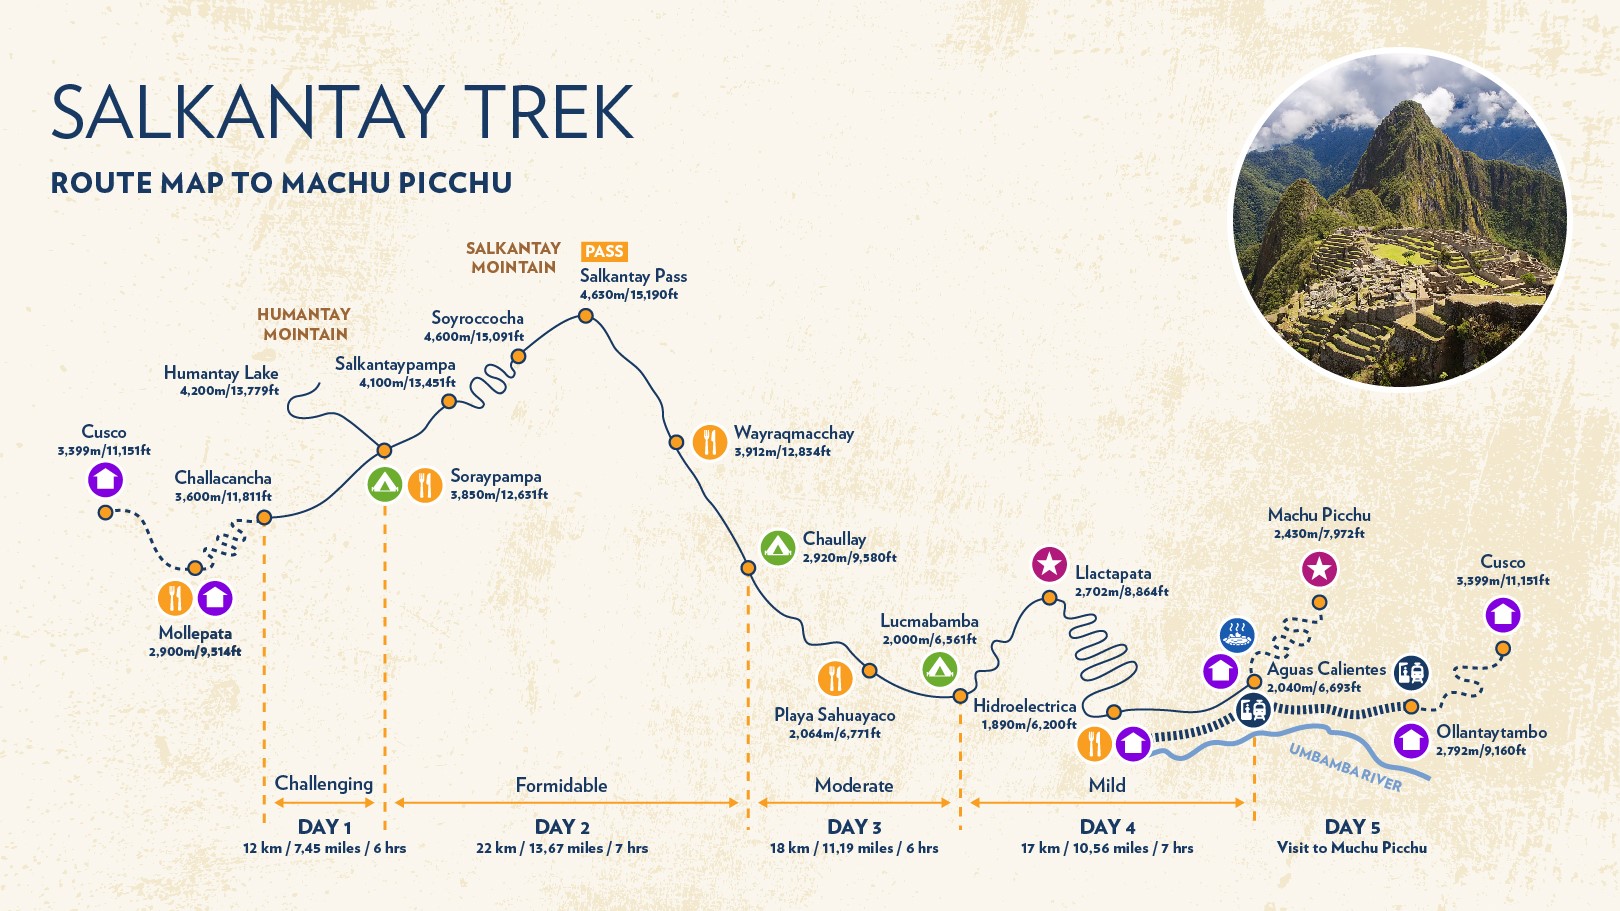 SALKANTAY TREK
ROUTE MAP TO MACHU PICCHU
SALKANTAY
MOINTAIN
PASS
Salkantay Pass
4,630m/15,190ft
HUMANTAY
MOINTAIN
Soyroccocha
4,600m/15,091ft
Salkantaypampa
4,100m/13,451ft
Humantay Lake
4,200m/13,779ft
Cusco
3,399m/11,151ft
Challacancha
3,600m/11,811ft
Soraypampa
3,850m/12,631ft
Mollepata
2,900m/9,514ft
Wayraqmacchay
3,912m/12,834ft
Chaullay
2,920m/9,580ft
Playa Sahuayaco
2,064m/6,771ft
Lucmabamba
2,000m/6,561ft
Llactapata
2,702m/8,864ft
Hidroelectrica
1,890m/6,200ft
Machu Picchu
2,430m/7,972ft
Aguas Calientes
2,040m/6,693ft
Cusco
3,399m/11,151ft
Ollantaytambo
2,792m/9,160ft
UMBAMBA RIVER
Challenging
DAY 1
12 km / 7,45 miles / 6 hrs
Formidable
DAY 2
22 km / 13,67 miles / 7 hrs
Moderate
DAY 3
18 km / 11,19 miles / 6 hrs
Mild
DAY 4
17 km / 10,56 miles / 7 hrs
DAY 5
Visit to Muchu Picchu